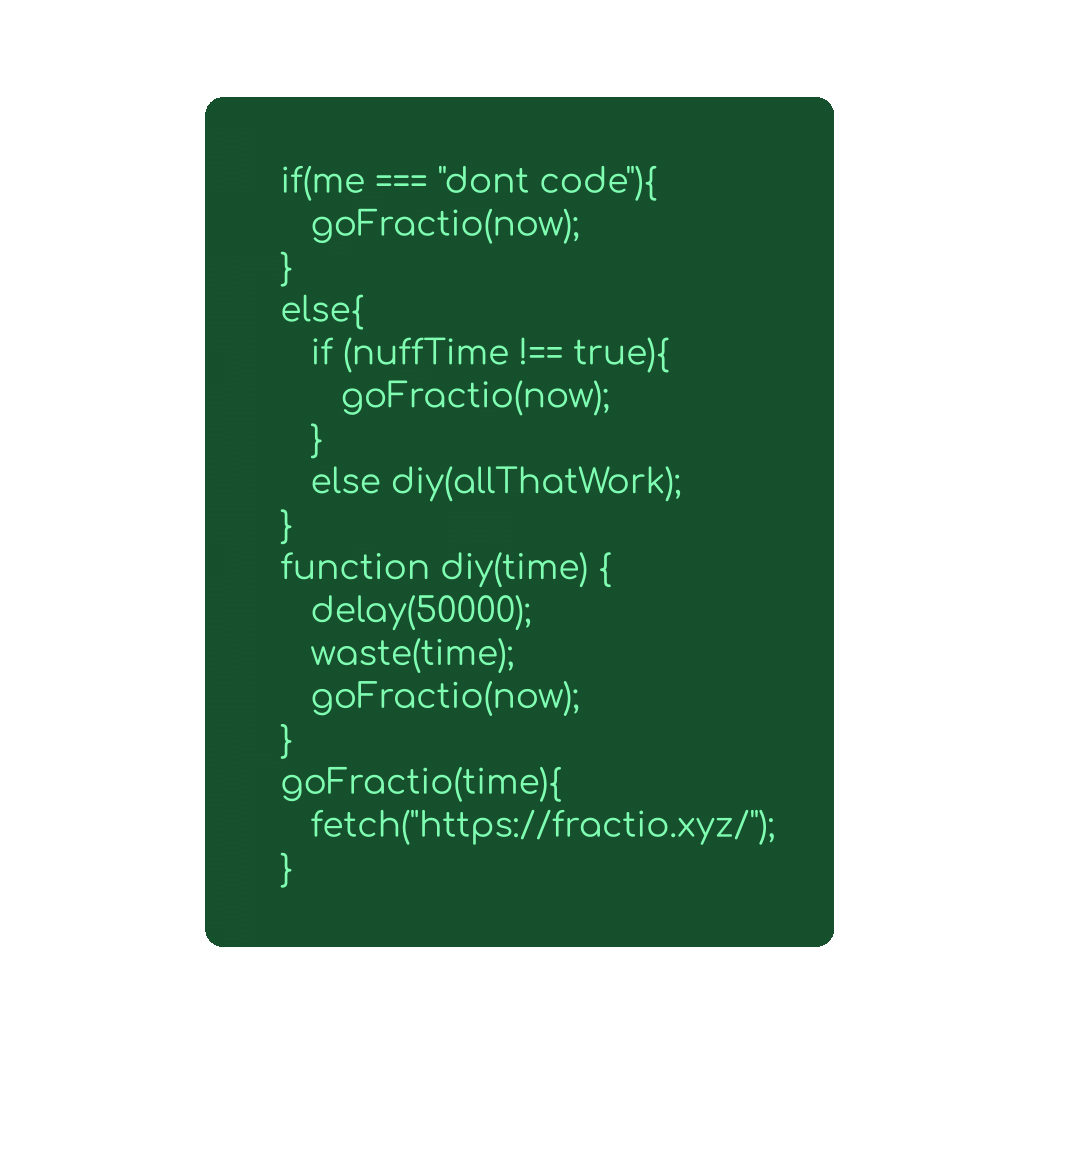 if(me === "dont code"){
goFractio(now);
}
else{
if (nuffTime !== true){
goFractio(now);
}
else diy(allThatWork);
}
function diy(time) {
delay(50000);
waste(time);
goFractio(now);
}
goFractio(time){
fetch("https://fractio.xyz/");
}